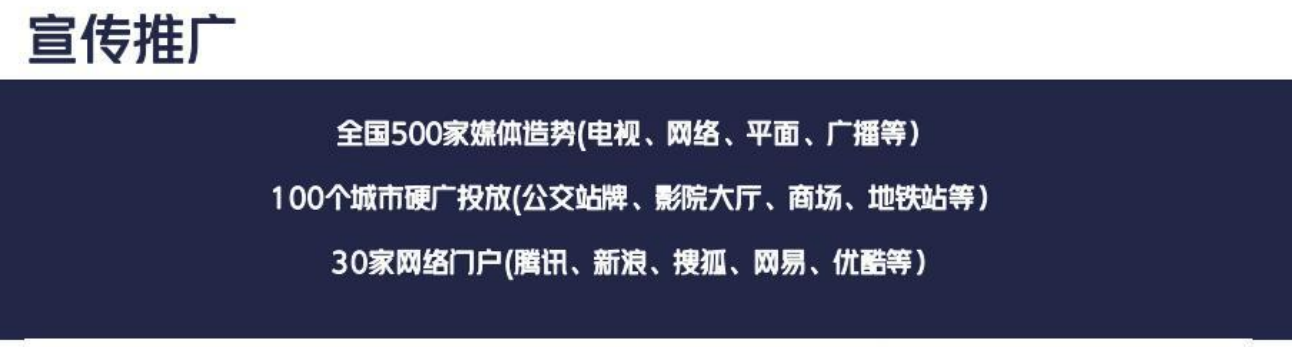 宣传推广
全国500家媒体造势(电视、网络、平面、广播等)
100个城市硬广投放(公交站牌、影院大厅、商场、地铁站等)
30家网络门户(腾讯、新浪、搜狐、网易、优酷等)